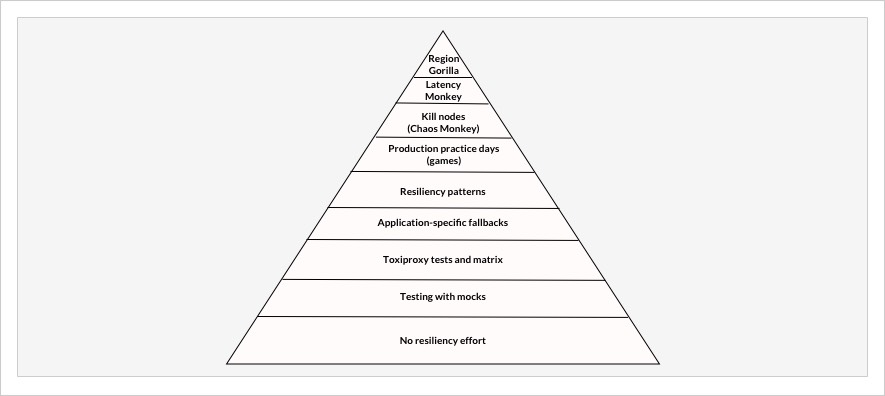 Region
Gorilla
Latency
Monkey
Kill nodes
(Chaos Monkey)
Production practice days
(games)
Resiliency patterns
Application-specific fallbacks
Toxiproxy tests and matrix
Testing with mocks
No resiliency effort